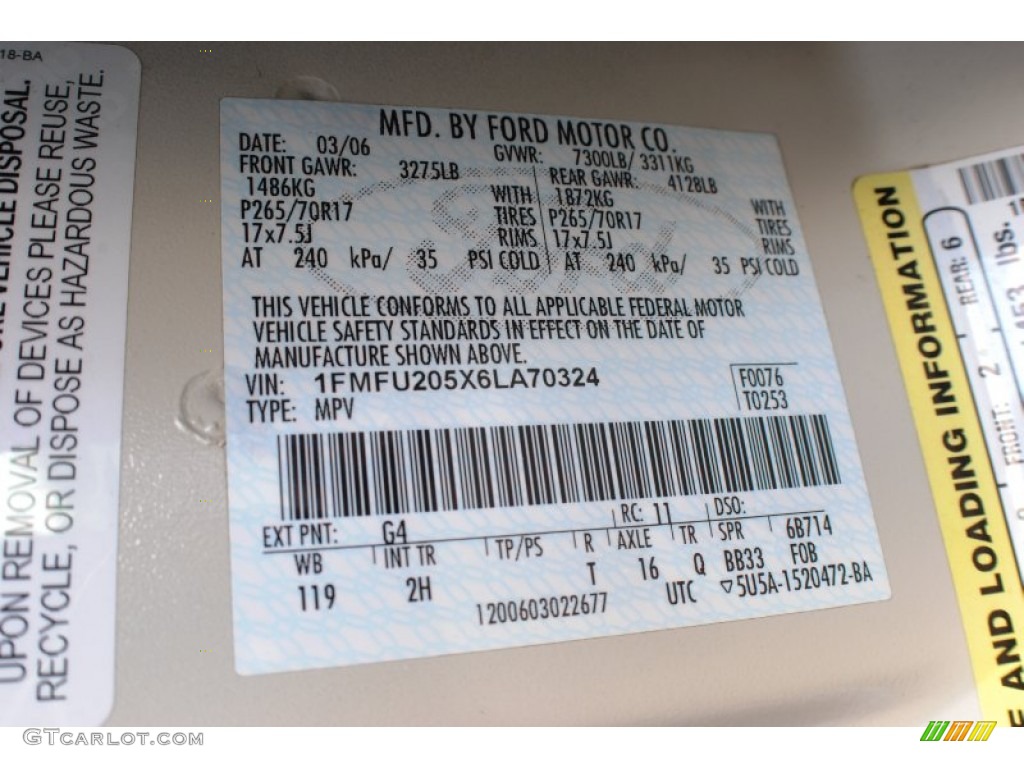 18-BA
VEHICLE DISPOSAL.
UPON REMOVAL OF DEVICES PLEASE REUSE,
RECYCLE, OR DISPOSE AS HAZARDOUS WASTE.
MFD. BY FORD MOTOR CO.
DATE: 03/06 GVWR: 7300LB/ 3311KG
FRONT GAWR: 3275LB REAR GAWR: 4128LB
1486KG WITH 1872KG WITH
P265/70R17 TIRES P265/70R17 TIRES
17x7.5J RIMS 17x7.5J RIMS
AT 240 kPa/ 35 PSI COLD AT 240 kPa/ 35 PSI COLD
THIS VEHICLE CONFORMS TO ALL APPLICABLE FEDERAL MOTOR
VEHICLE SAFETY STANDARDS IN EFFECT ON THE DATE OF
MANUFACTURE SHOWN ABOVE.
VIN: 1FMFU205X6LA70324 F0076
TYPE: MPV T0253
EXT PNT: G4 RC: 11 DSO:
WB INT TR TP/PS R AXLE TR SPR 6B714
119 2H T 16 Q BB33 FOB
1200603022677 UTC ▽5U5A-1520472-BA
AND LOADING INFORMATION
FRONT: 2 REAR: 6
lbs.
GTcarlot.com